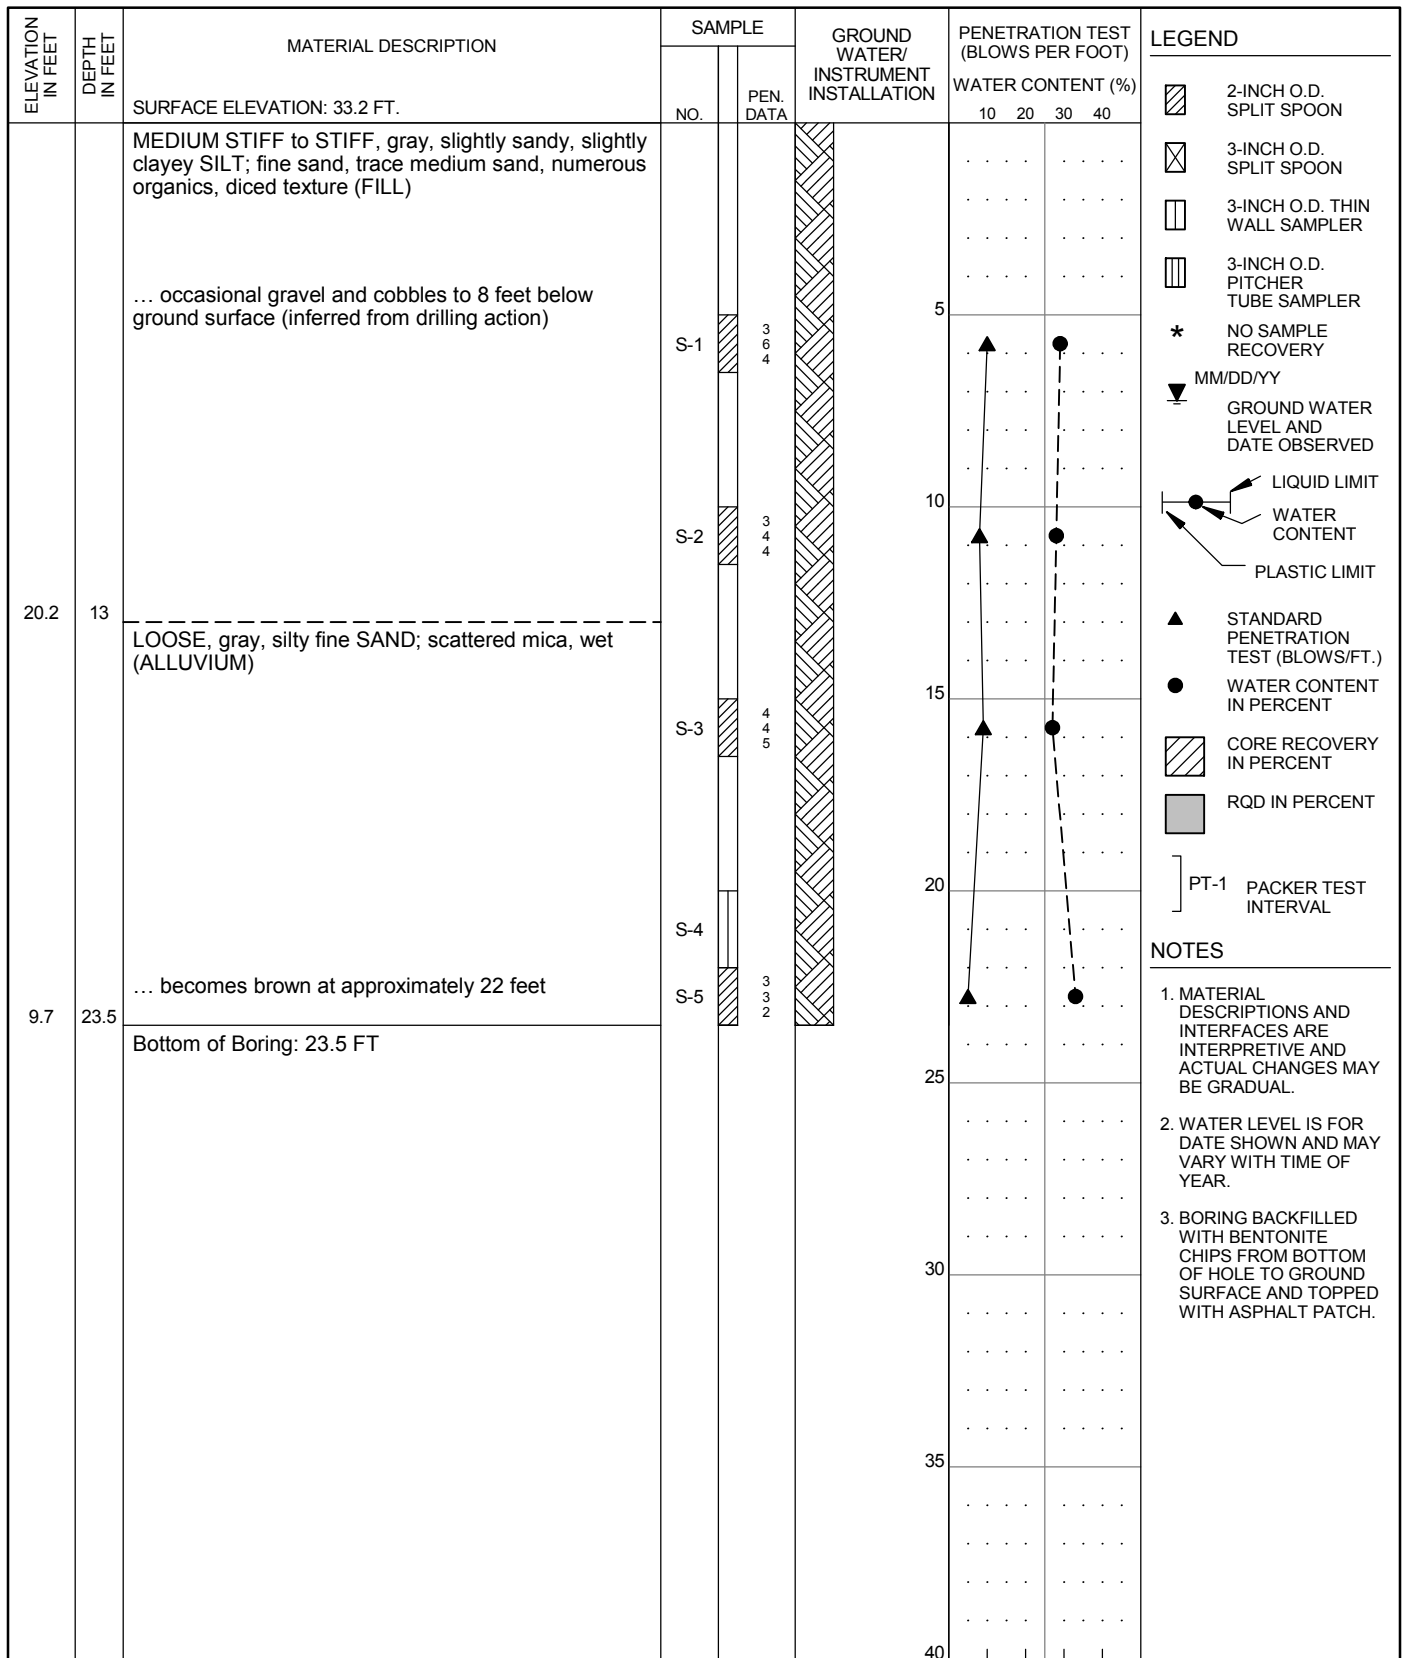 ELEVATION
IN FEET
DEPTH
IN FEET
MATERIAL DESCRIPTION
SURFACE ELEVATION: 33.2 FT.
SAMPLE
NO.
PEN.
DATA
GROUND
WATER/
INSTRUMENT
INSTALLATION
PENETRATION TEST
(BLOWS PER FOOT)
WATER CONTENT (%)
10 20 30 40
MEDIUM STIFF to STIFF, gray, slightly sandy, slightly
clayey SILT; fine sand, trace medium sand, numerous
organics, diced texture (FILL)
… occasional gravel and cobbles to 8 feet below
ground surface (inferred from drilling action)
5
S-1
3
6
4
10
S-2
3
4
4
20.2 13
LOOSE, gray, silty fine SAND; scattered mica, wet
(ALLUVIUM)
15
S-3
4
4
5
20
S-4
… becomes brown at approximately 22 feet
S-5
3
3
2
9.7 23.5
Bottom of Boring: 23.5 FT
25
30
35
40
LEGEND
2-INCH O.D.
SPLIT SPOON
3-INCH O.D.
SPLIT SPOON
3-INCH O.D. THIN
WALL SAMPLER
3-INCH O.D.
PITCHER
TUBE SAMPLER
* NO SAMPLE
RECOVERY
MM/DD/YY
GROUND WATER
LEVEL AND
DATE OBSERVED
LIQUID LIMIT
WATER
CONTENT
PLASTIC LIMIT
STANDARD
PENETRATION
TEST (BLOWS/FT.)
WATER CONTENT
IN PERCENT
CORE RECOVERY
IN PERCENT
RQD IN PERCENT
PT-1 PACKER TEST
INTERVAL
NOTES
1. MATERIAL
DESCRIPTIONS AND
INTERFACES ARE
INTERPRETIVE AND
ACTUAL CHANGES MAY
BE GRADUAL.
2. WATER LEVEL IS FOR
DATE SHOWN AND MAY
VARY WITH TIME OF
YEAR.
3. BORING BACKFILLED
WITH BENTONITE
CHIPS FROM BOTTOM
OF HOLE TO GROUND
SURFACE AND TOPPED
WITH ASPHALT PATCH.